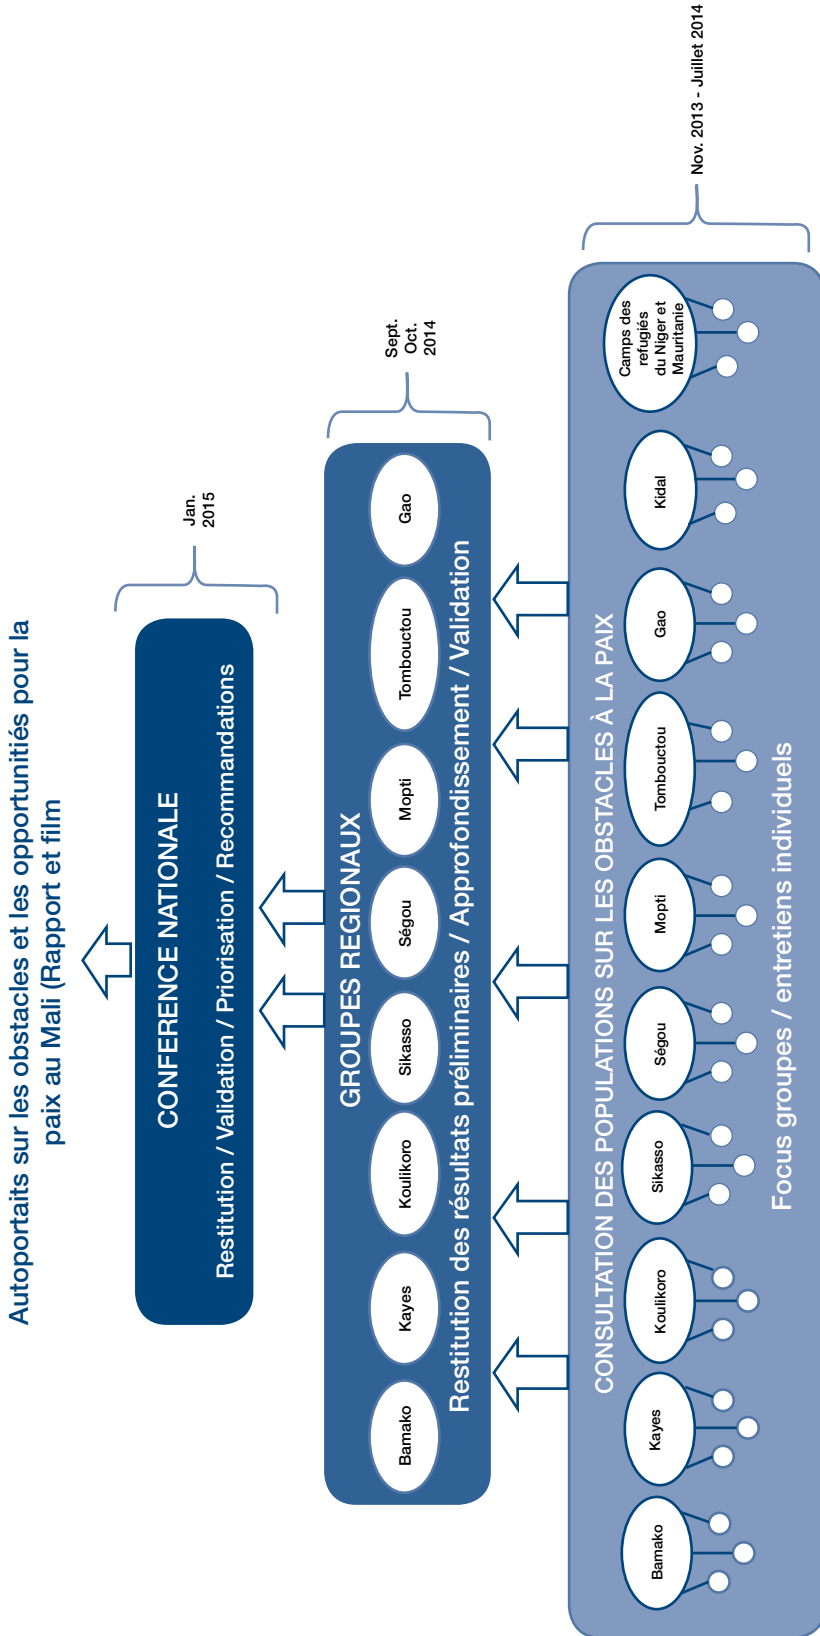 Autoportaits sur les obstacles et les opportunitiés pour la
paix au Mali (Rapport et film
CONFERENCE NATIONALE
Restitution / Validation / Priorisation / Recommandations
Jan.
2015
GROUPES REGIONAUX
Bamako
Kayes
Koulikoro
Sikasso
Ségou
Mopti
Tombouctou
Gao
Restitution des résultats préliminaires / Approfondissement / Validation
Sept.
Oct.
2014
CONSULTATION DES POPULATIONS SUR LES OBSTACLES À LA PAIX
Bamako
Kayes
Koulikoro
Sikasso
Ségou
Mopti
Tombouctou
Gao
Kidal
Camps des
refugiés
du Niger et
Mauritanie
Focus groupes / entretiens individuels
Nov. 2013 - Juillet 2014